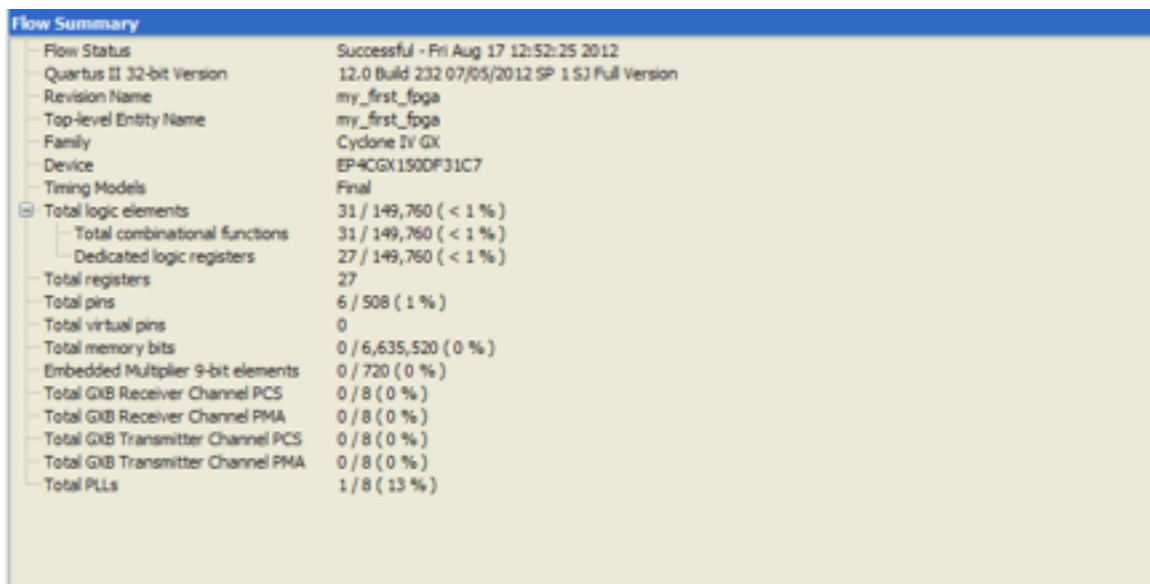 Flow Summary
Flow Status Successful - Fri Aug 17 12:52:25 2012
Quartus II 32-bit Version 12.0 Build 232 07/05/2012 SP 1 SJ Full Version
Revision Name my_first_fpga
Top-level Entity Name my_first_fpga
Family Cyclone IV GX
Device EP4CGX150DF31C7
Timing Models Final
Total logic elements 31 / 149,760 ( < 1 % )
Total combinational functions 31 / 149,760 ( < 1 % )
Dedicated logic registers 27 / 149,760 ( < 1 % )
Total registers 27
Total pins 6 / 508 ( 1 % )
Total virtual pins 0
Total memory bits 0 / 6,635,520 ( 0 % )
Embedded Multiplier 9-bit elements 0 / 720 ( 0 % )
Total GXB Receiver Channel PCS 0 / 8 ( 0 % )
Total GXB Receiver Channel PMA 0 / 8 ( 0 % )
Total GXB Transmitter Channel PCS 0 / 8 ( 0 % )
Total GXB Transmitter Channel PMA 0 / 8 ( 0 % )
Total PLLs 1 / 8 ( 13 % )